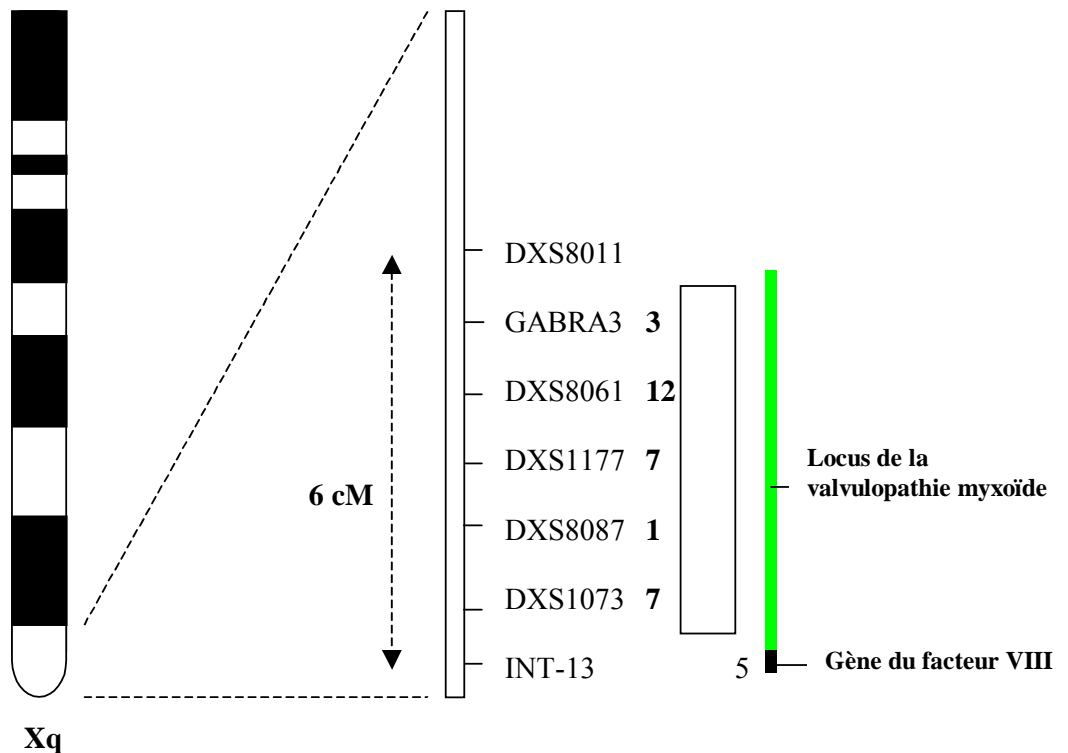 DXS8011
GABRA3 3
DXS8061 12
DXS1177 7
Locus de la
valvulopathie myxoïde
6 cM
DXS8087 1
DXS1073 7
INT-13 5
Gène du facteur VIII
Xq